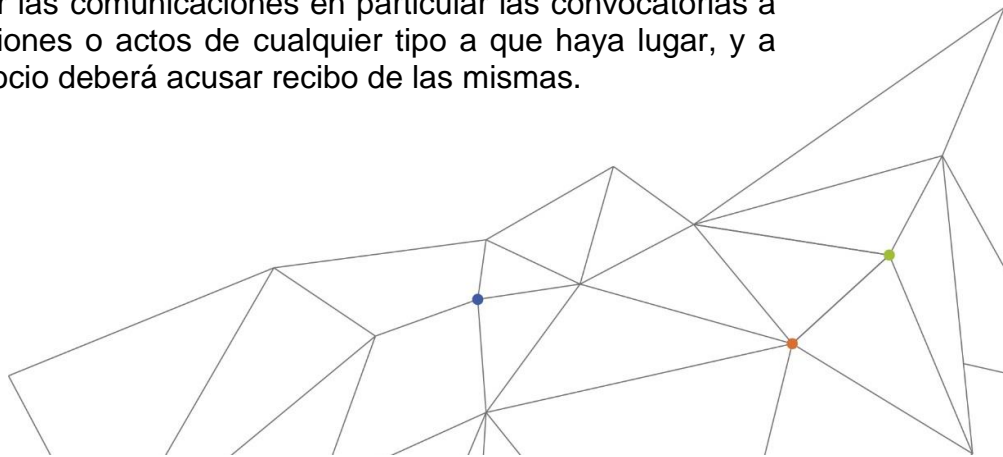 r las comunicaciones en particular las convocatorias a
iones o actos de cualquier tipo a que haya lugar, y a
ocio deberá acusar recibo de las mismas.